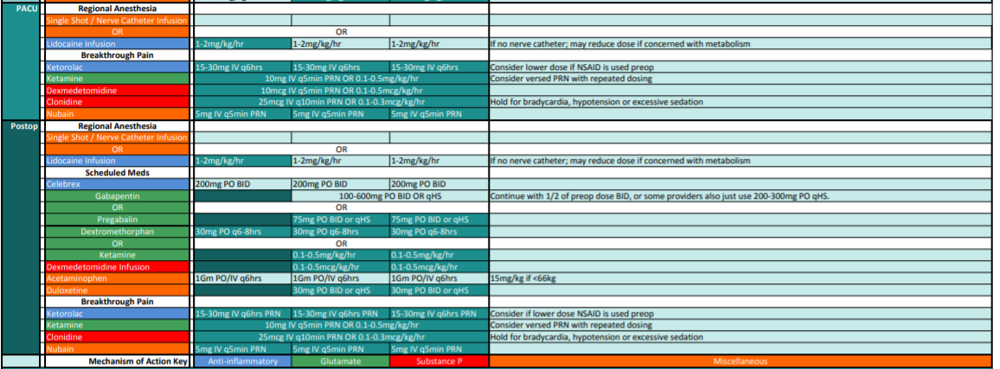 PACU Regional Anesthesia
Single Shot / Nerve Catheter Infusion
OR OR
Lidocaine Infusion 1-2mg/kg/hr 1-2mg/kg/hr 1-2mg/kg/hr If no nerve catheter; may reduce dose if concerned with metabolism
Breakthrough Pain
Ketorolac 15-30mg IV q6hrs 15-30mg IV q6hrs 15-30mg IV q6hrs Consider lower dose if NSAID is used preop
Ketamine 10mg IV q5min PRN OR 0.1-0.5mg/kg/hr Consider versed PRN with repeated dosing
Dexmedetomidine 10mcg IV q5min PRN OR 0.1-0.5mcg/kg/hr
Clonidine 25mcg IV q10min PRN OR 0.1-0.3mcg/kg/hr Hold for bradycardia, hypotension or excessive sedation
Nubain 5mg IV q5min PRN 5mg IV q5min PRN 5mg IV q5min PRN
Postop Regional Anesthesia
Single Shot / Nerve Catheter Infusion
OR OR
Lidocaine Infusion 1-2mg/kg/hr 1-2mg/kg/hr 1-2mg/kg/hr If no nerve catheter; may reduce dose if concerned with metabolism
Scheduled Meds
Celebrex 200mg PO BID 200mg PO BID 200mg PO BID
Gabapentin 100-600mg PO BID OR qHS Continue with 1/2 of preop dose BID, or some providers also just use 200-300mg PO qHS.
OR OR
Pregabalin 75mg PO BID or qHS 75mg PO BID or qHS
Dextromethorphan 30mg PO q6-8hrs 30mg PO q6-8hrs 30mg PO q6-8hrs
OR OR
Ketamine 0.1-0.5mg/kg/hr 0.1-0.5mg/kg/hr
Dexmedetomidine Infusion 0.1-0.5mcg/kg/hr 0.1-0.5mcg/kg/hr
Acetaminophen 1Gm PO/IV q6hrs 1Gm PO/IV q6hrs 1Gm PO/IV q6hrs 15mg/kg if <66kg
Duloxetine 30mg PO BID or qHS 30mg PO BID or qHS
Breakthrough Pain
Ketorolac 15-30mg IV q6hrs PRN 15-30mg IV q6hrs PRN 15-30mg IV q6hrs PRN Consider if lower dose NSAID is used preop
Ketamine 10mg IV q5min PRN OR 0.1-0.5mg/kg/hr Consider versed PRN with repeated dosing
Clonidine 25mcg IV q10min PRN OR 0.1-0.3mcg/kg/hr Hold for bradycardia, hypotension or excessive sedation
Nubain 5mg IV q5min PRN 5mg IV q5min PRN 5mg IV q5min PRN
Mechanism of Action Key Anti-inflammatory Glutamate Substance P Miscellaneous